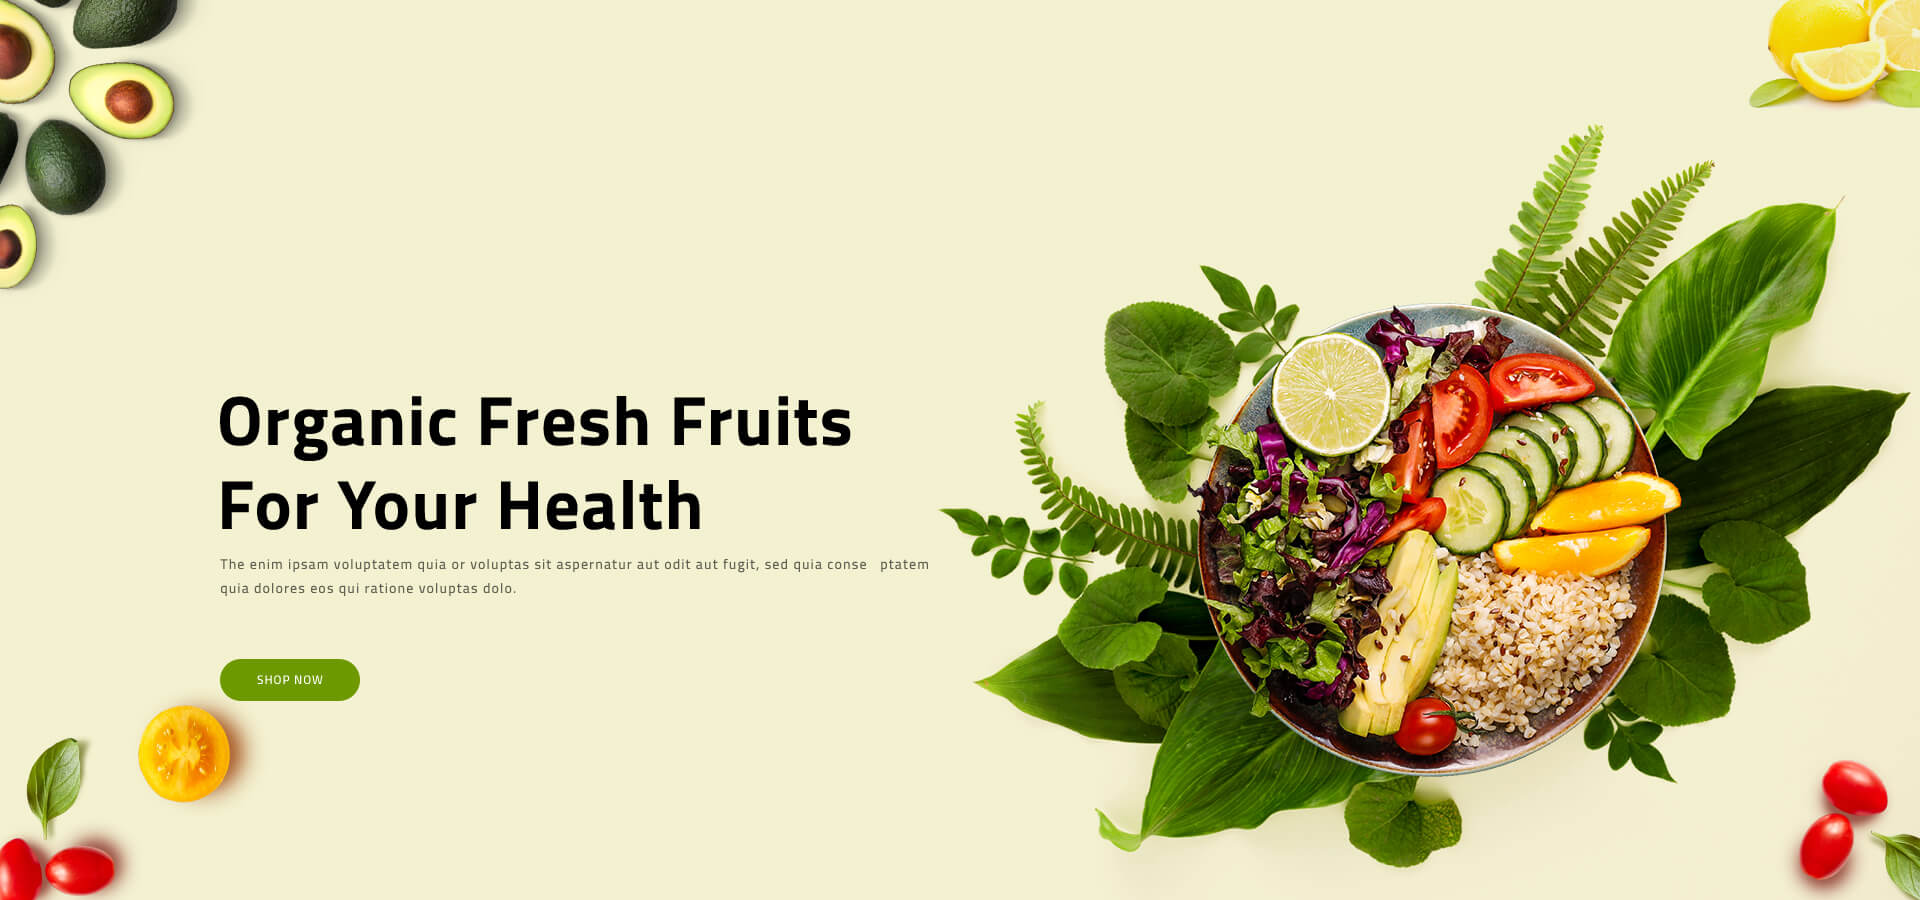 Organic Fresh Fruits
For Your Health
The enim ipsam voluptatem quia or voluptas sit aspernatur aut odit aut fugit, sed quia conse ptatem
quia dolores eos qui ratione voluptas dolo.
SHOP NOW